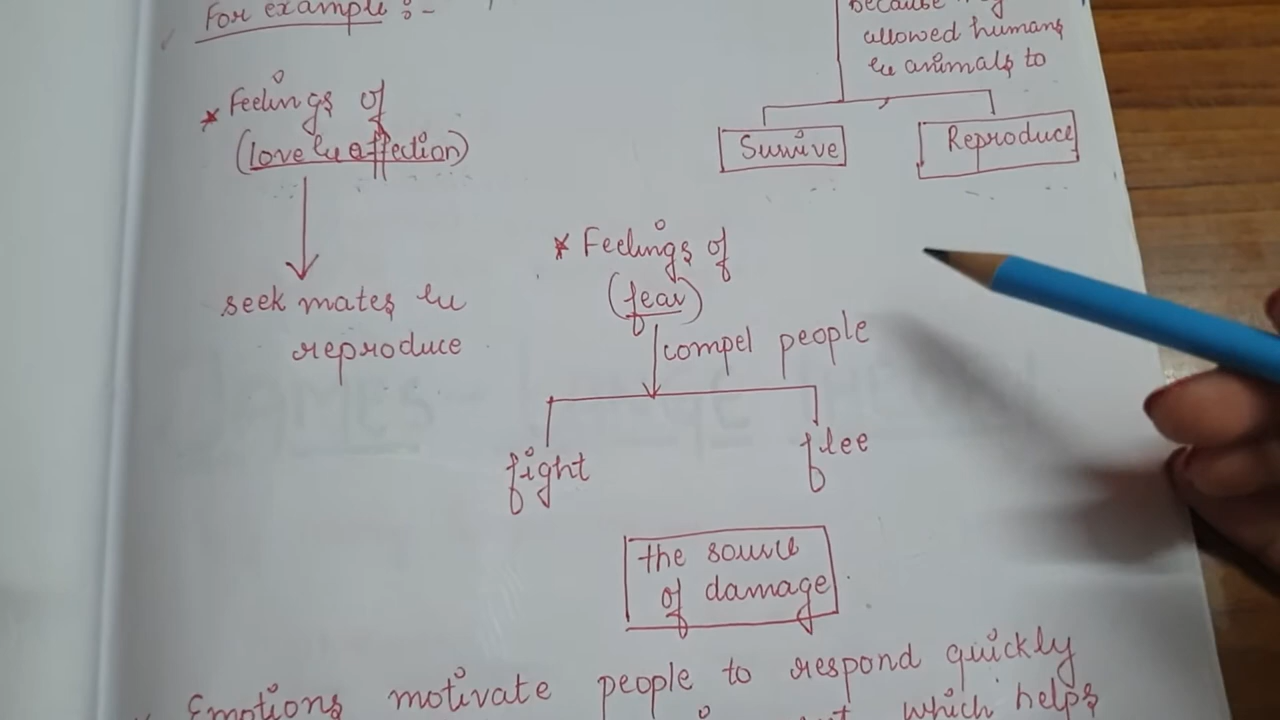 For example :-
because
allowed humans
& animals to
Survive
Reproduce
* Feelings of
(love & affection)
seek mates &
reproduce
* Feelings of
(fear)
compel people
fight
flee
the source
of damage
Emotions motivate people to respond quickly
which helps